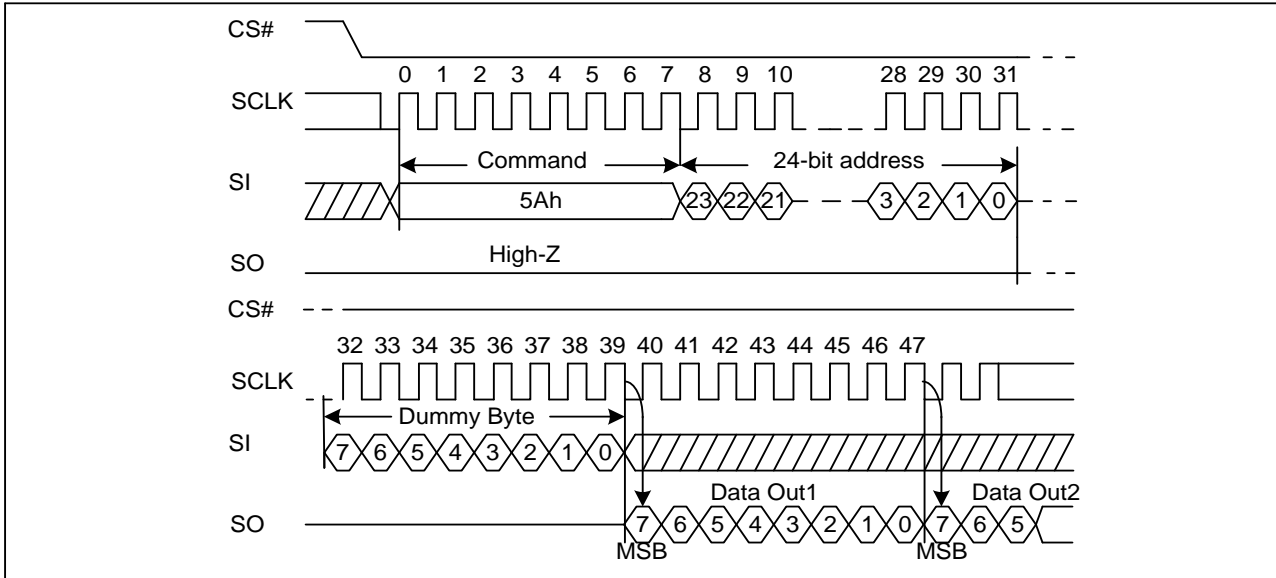 CS#
0 1 2 3 4 5 6 7 8 9 10 28 29 30 31
SCLK
Command 24-bit address
SI
5Ah 23 22 21 3 2 1 0
High-Z
SO
CS#
32 33 34 35 36 37 38 39 40 41 42 43 44 45 46 47
SCLK
Dummy Byte
SI
7 6 5 4 3 2 1 0
Data Out1 Data Out2
SO
7 6 5 4 3 2 1 0 7 6 5
MSB MSB